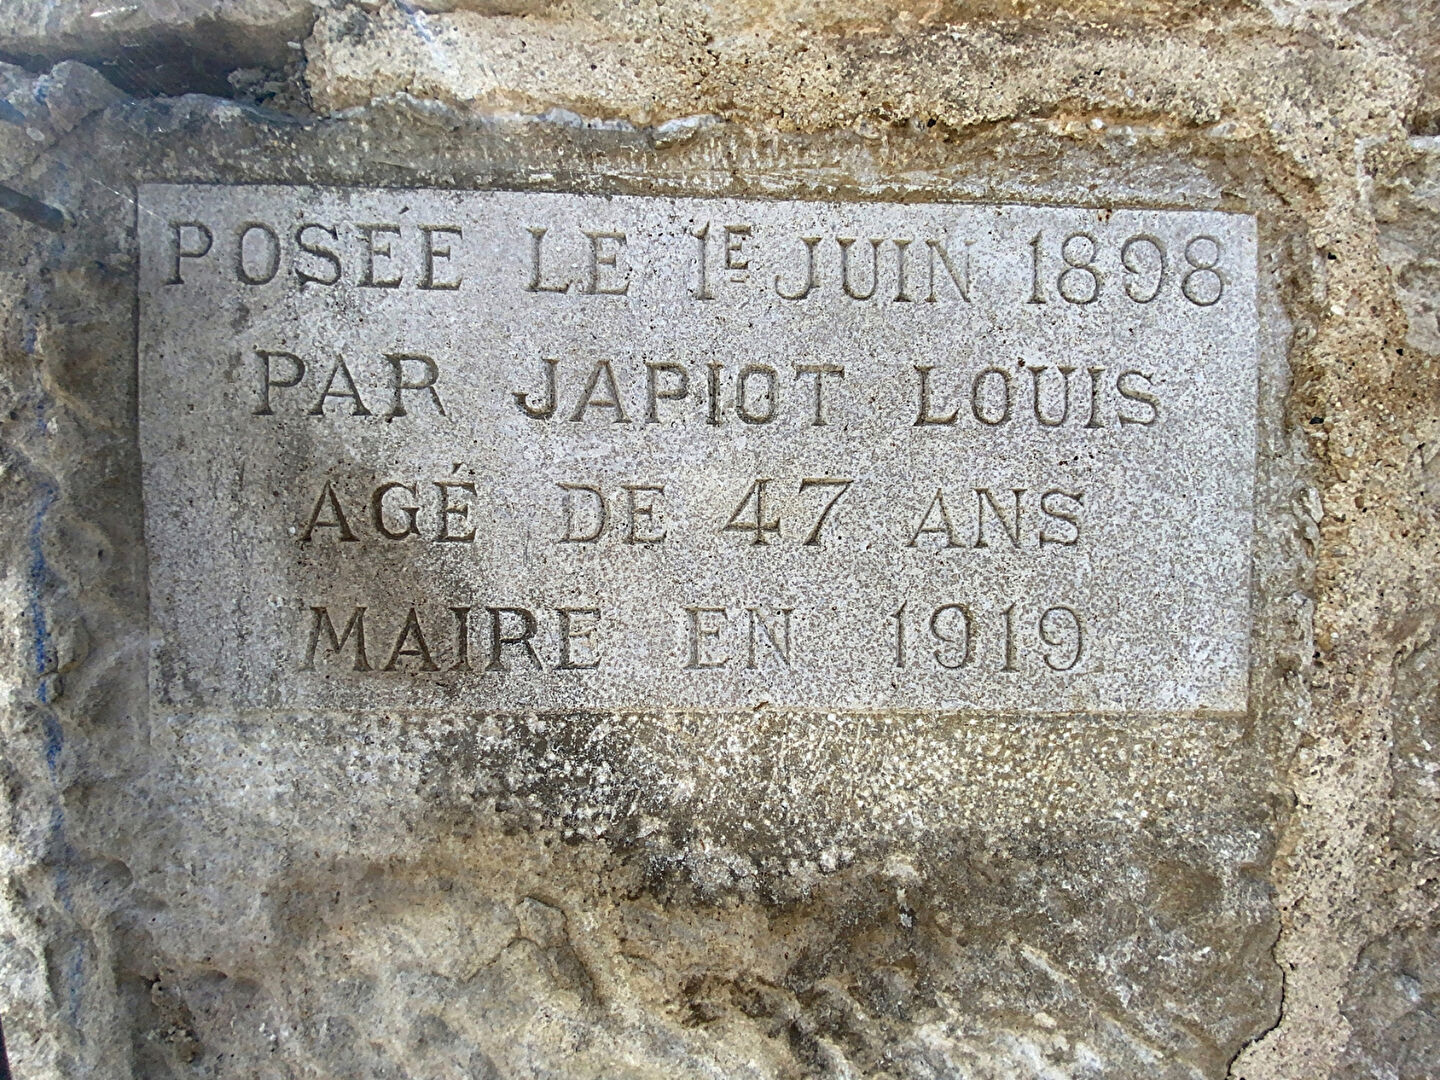 POSEE LE 1E JUIN 1898
PAR JAPIOT LOUIS
AGÉ DE 47 ANS
MAIRE EN 1919